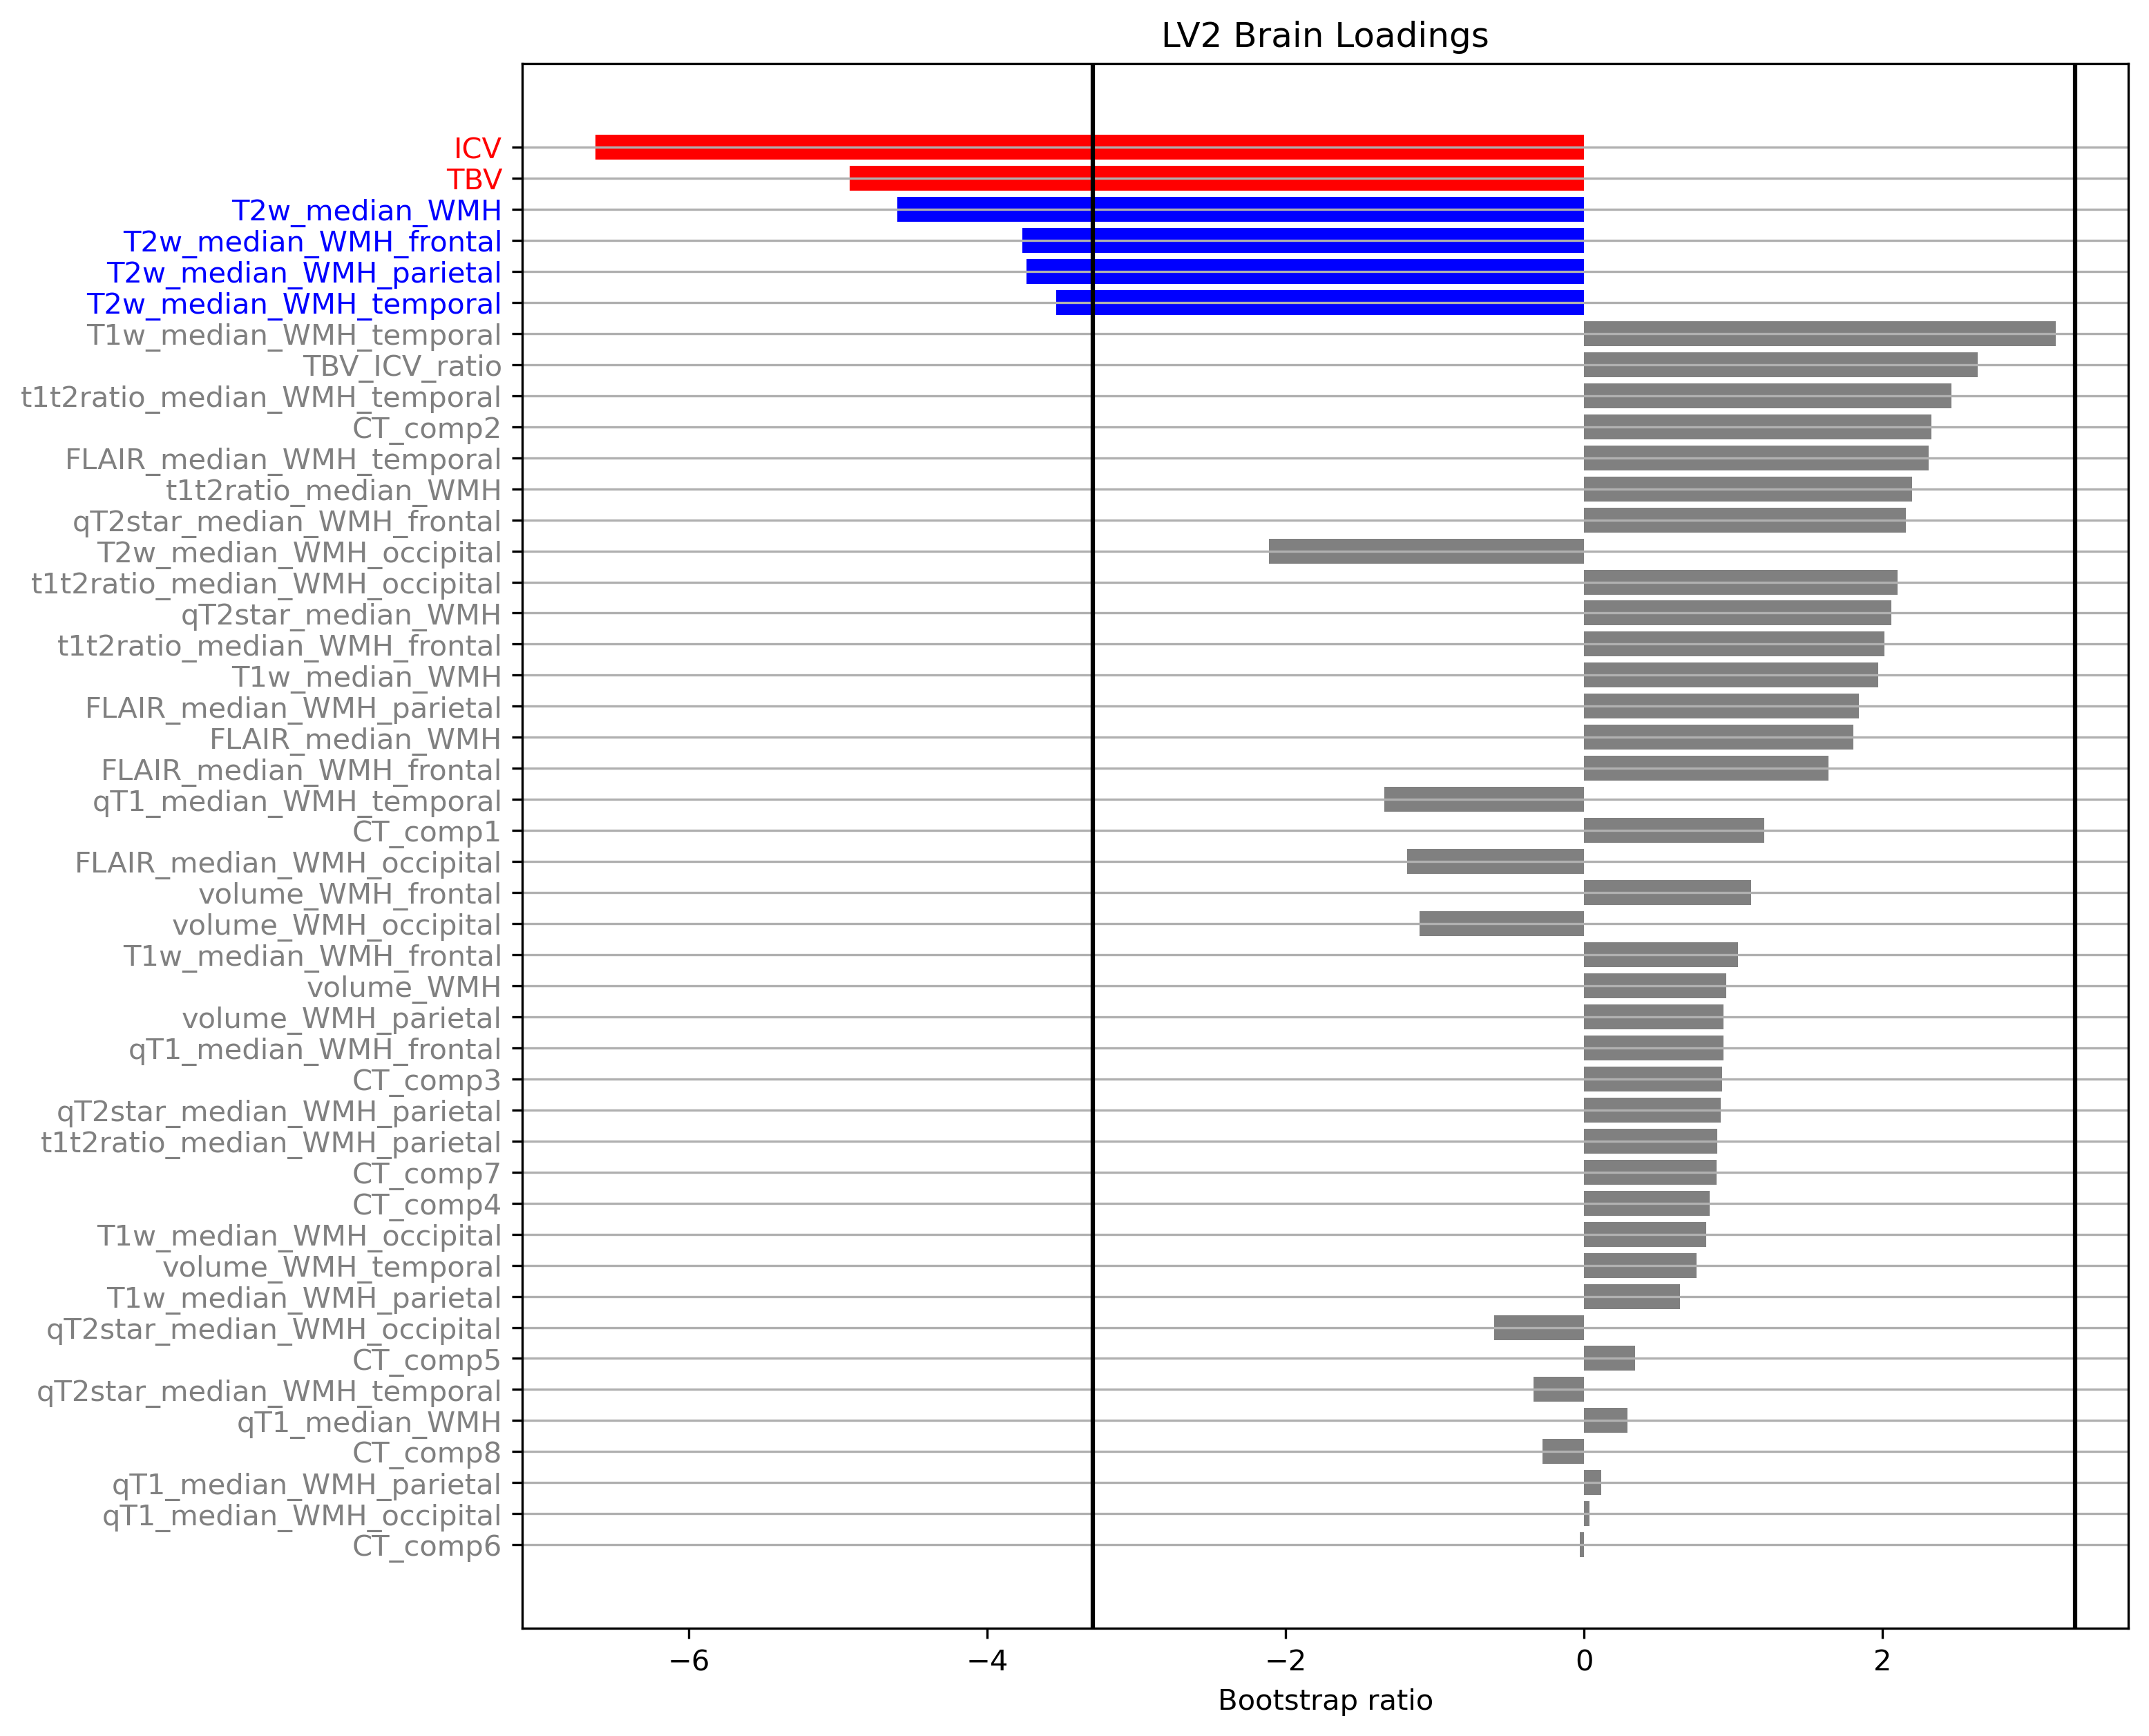 LV2 Brain Loadings
ICV
TBV
T2w_median_WMH
T2w_median_WMH_frontal
T2w_median_WMH_parietal
T2w_median_WMH_temporal
T1w_median_WMH_temporal
TBV_ICV_ratio
t1t2ratio_median_WMH_temporal
CT_comp2
FLAIR_median_WMH_temporal
t1t2ratio_median_WMH
qT2star_median_WMH_frontal
T2w_median_WMH_occipital
t1t2ratio_median_WMH_occipital
qT2star_median_WMH
t1t2ratio_median_WMH_frontal
T1w_median_WMH
FLAIR_median_WMH_parietal
FLAIR_median_WMH
FLAIR_median_WMH_frontal
qT1_median_WMH_temporal
CT_comp1
FLAIR_median_WMH_occipital
volume_WMH_frontal
volume_WMH_occipital
T1w_median_WMH_frontal
volume_WMH
volume_WMH_parietal
qT1_median_WMH_frontal
CT_comp3
qT2star_median_WMH_parietal
t1t2ratio_median_WMH_parietal
CT_comp7
CT_comp4
T1w_median_WMH_occipital
volume_WMH_temporal
T1w_median_WMH_parietal
qT2star_median_WMH_occipital
CT_comp5
qT2star_median_WMH_temporal
qT1_median_WMH
CT_comp8
qT1_median_WMH_parietal
qT1_median_WMH_occipital
CT_comp6
−6 −4 −2 0 2
Bootstrap ratio